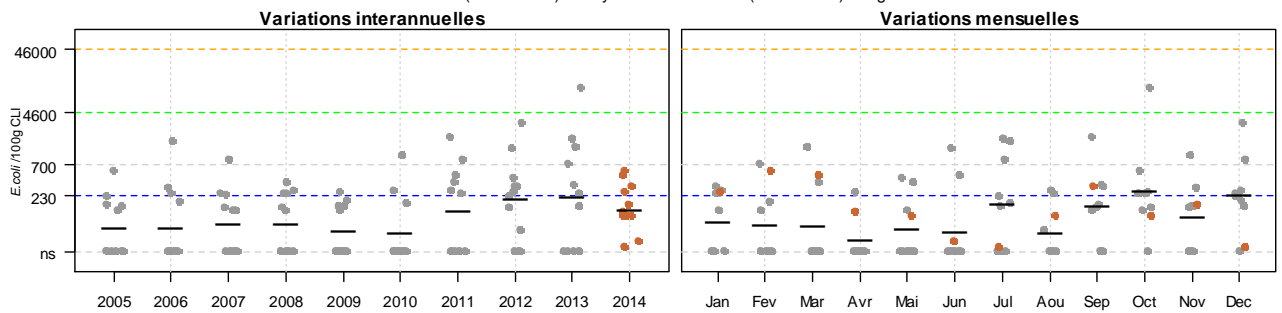 Variations interannuelles
Variations mensuelles
46000
4600
700
230
ns
E.coli /100g CLI
2005 2006 2007 2008 2009 2010 2011 2012 2013 2014
Jan Fev Mar Avr Mai Jun Jul Aou Sep Oct Nov Dec